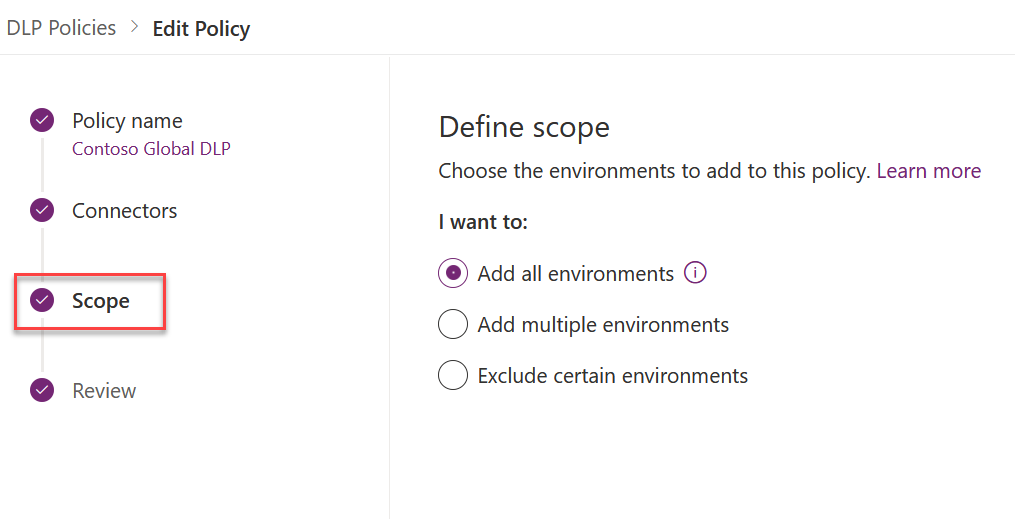 DLP Policies > Edit Policy
Policy name
Contoso Global DLP
Connectors
Scope
Review
Define scope
Choose the environments to add to this policy. Learn more
I want to:
Add all environments
Add multiple environments
Exclude certain environments